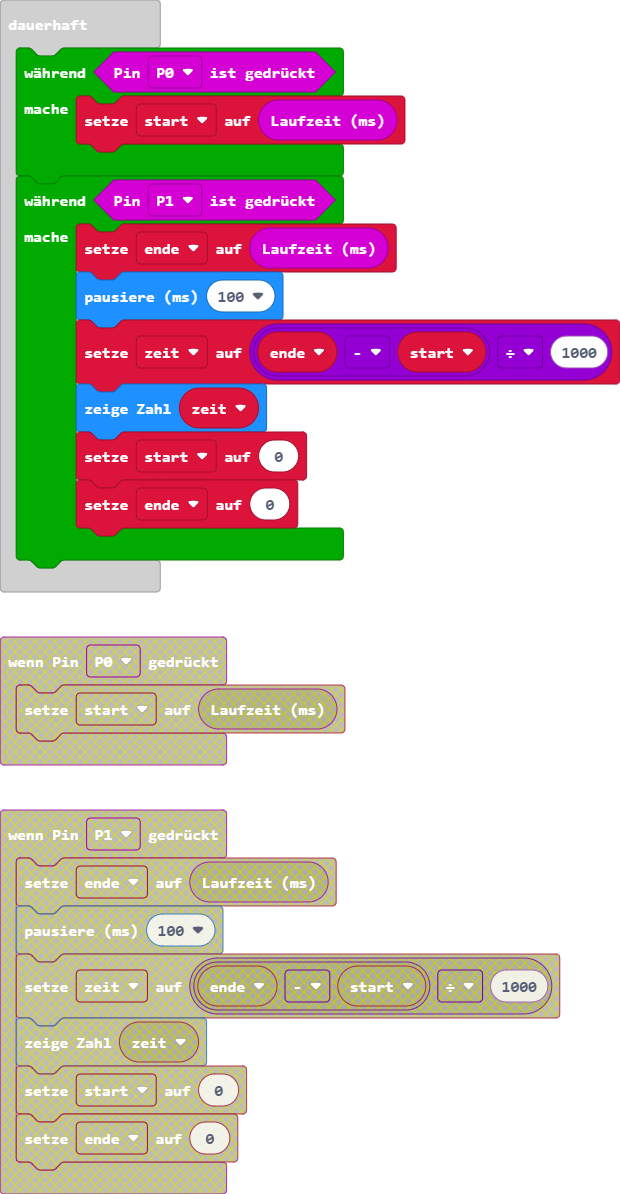 dauerhaft
während Pin P0 ist gedrückt
mache setze start auf Laufzeit (ms)
während Pin P1 ist gedrückt
mache setze ende auf Laufzeit (ms)
pausiere (ms) 100
setze zeit auf ende - start ÷ 1000
zeige Zahl zeit
setze start auf 0
setze ende auf 0
wenn Pin P0 gedrückt
setze start auf Laufzeit (ms)
wenn Pin P1 gedrückt
setze ende auf Laufzeit (ms)
pausiere (ms) 100
setze zeit auf ende - start ÷ 1000
zeige Zahl zeit
setze start auf 0
setze ende auf 0